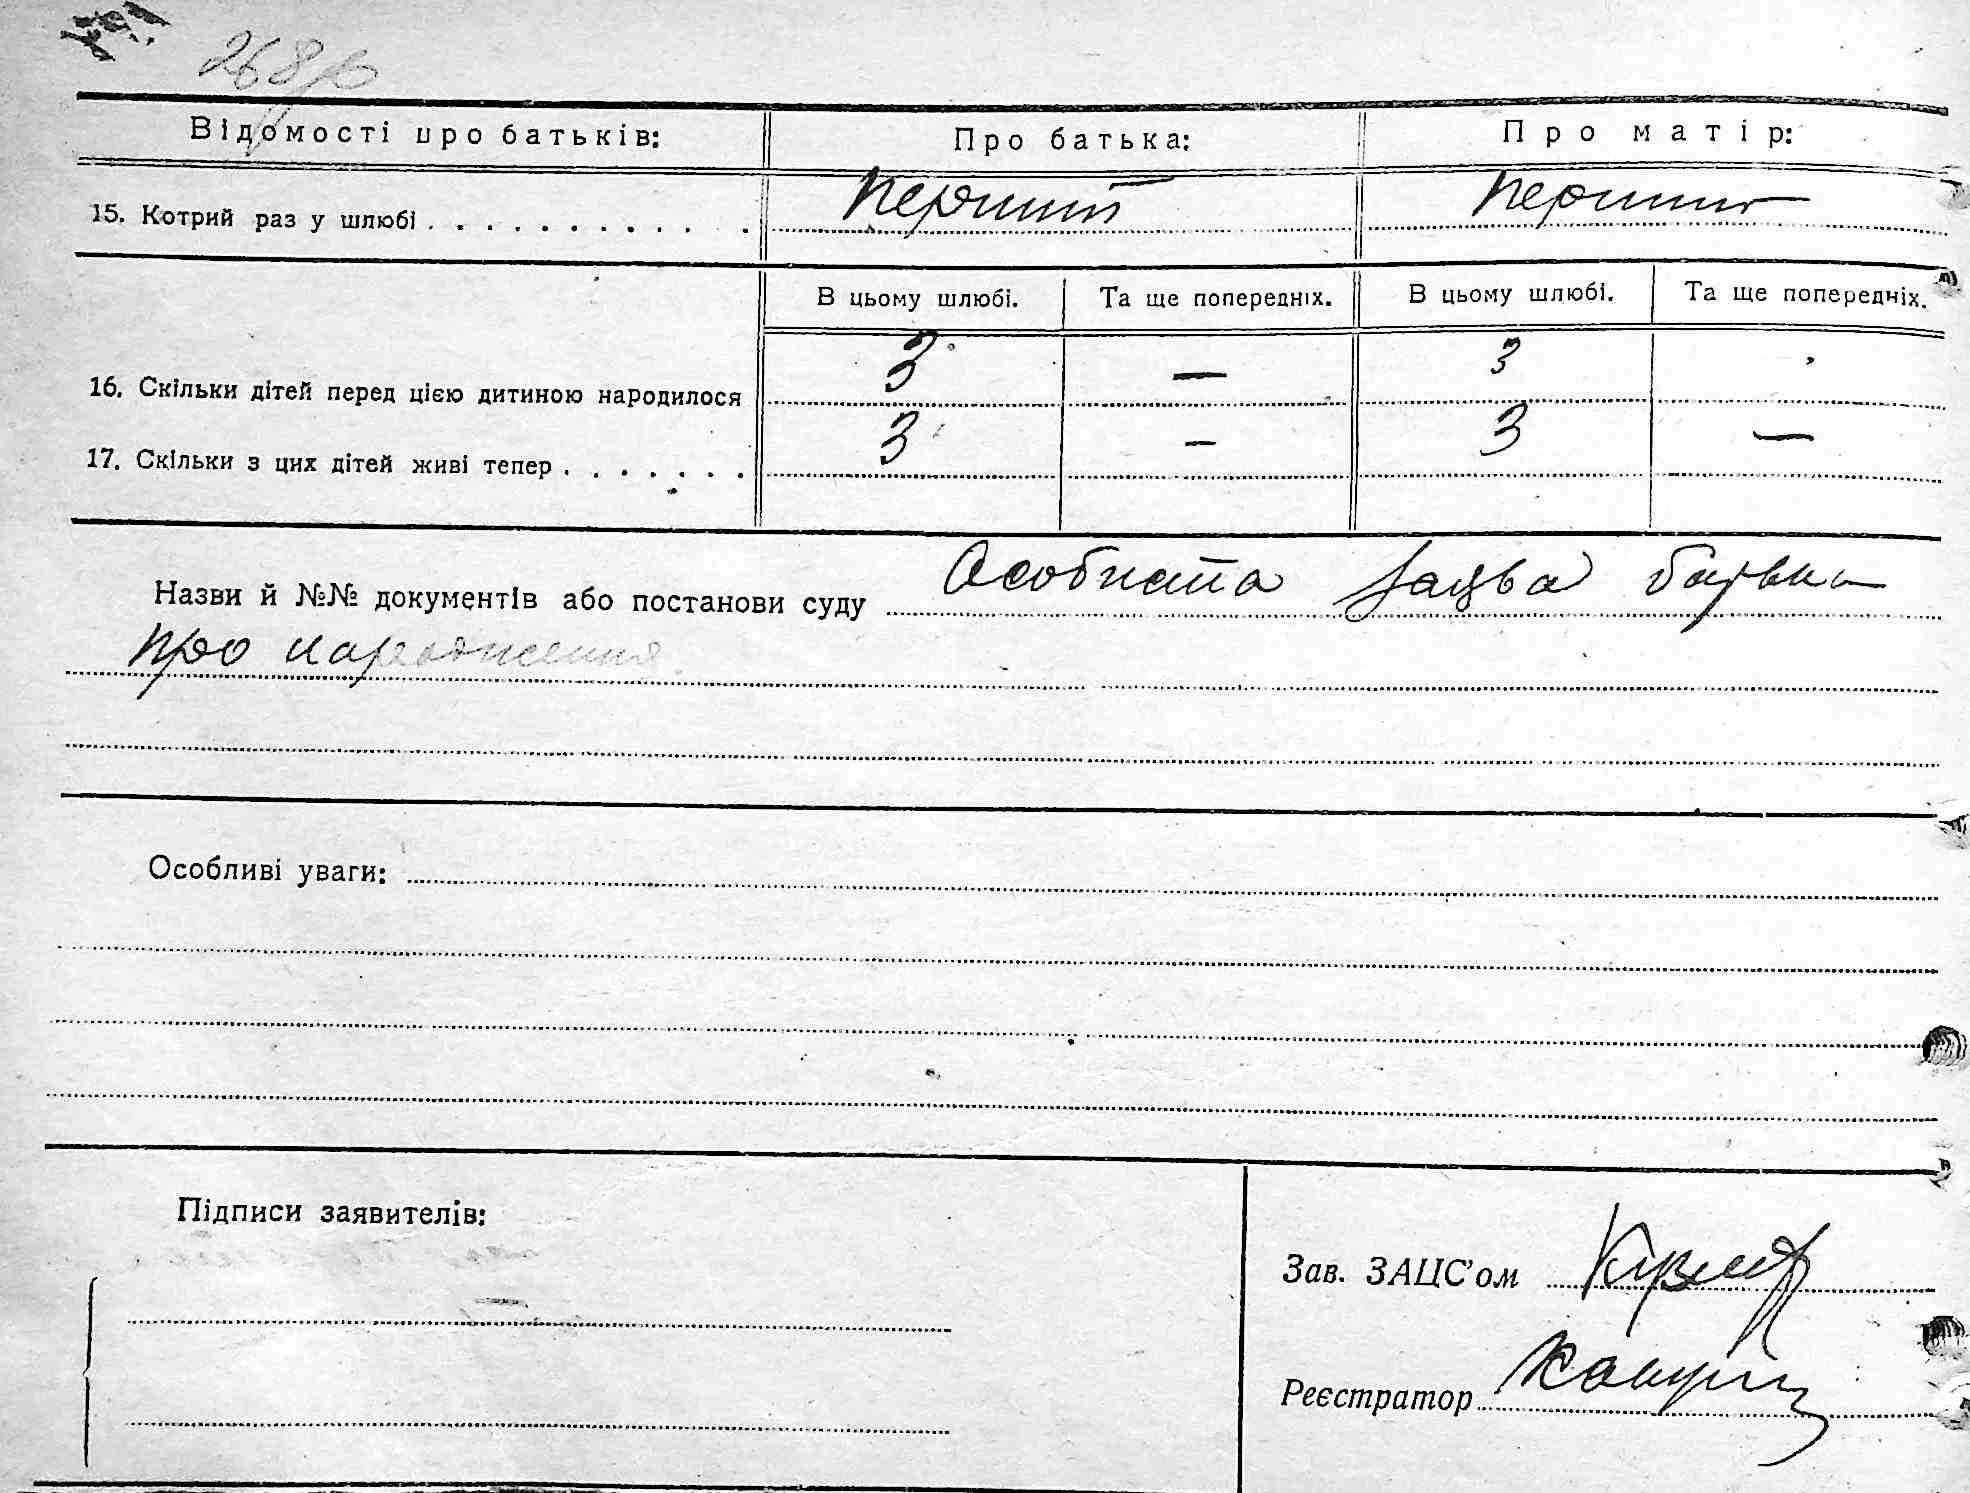 268
Відомості про батьків: Про батька: Про матір:
15. Котрий раз у шлюбі . . . . . . . . . . . . перший перший
В цьому шлюбі. Та ще попередніх. В цьому шлюбі. Та ще попередніх.
16. Скільки дітей перед цією дитиною народилося 3 — 3
17. Скільки з цих дітей живі тепер . . . . . . . 3 — 3 —
Назви й №№ документів або постанови суду Особиста заява батька
про народження
Особливі уваги:
Підписи заявителів:
Зав. ЗАЦС'ом
Реєстратор